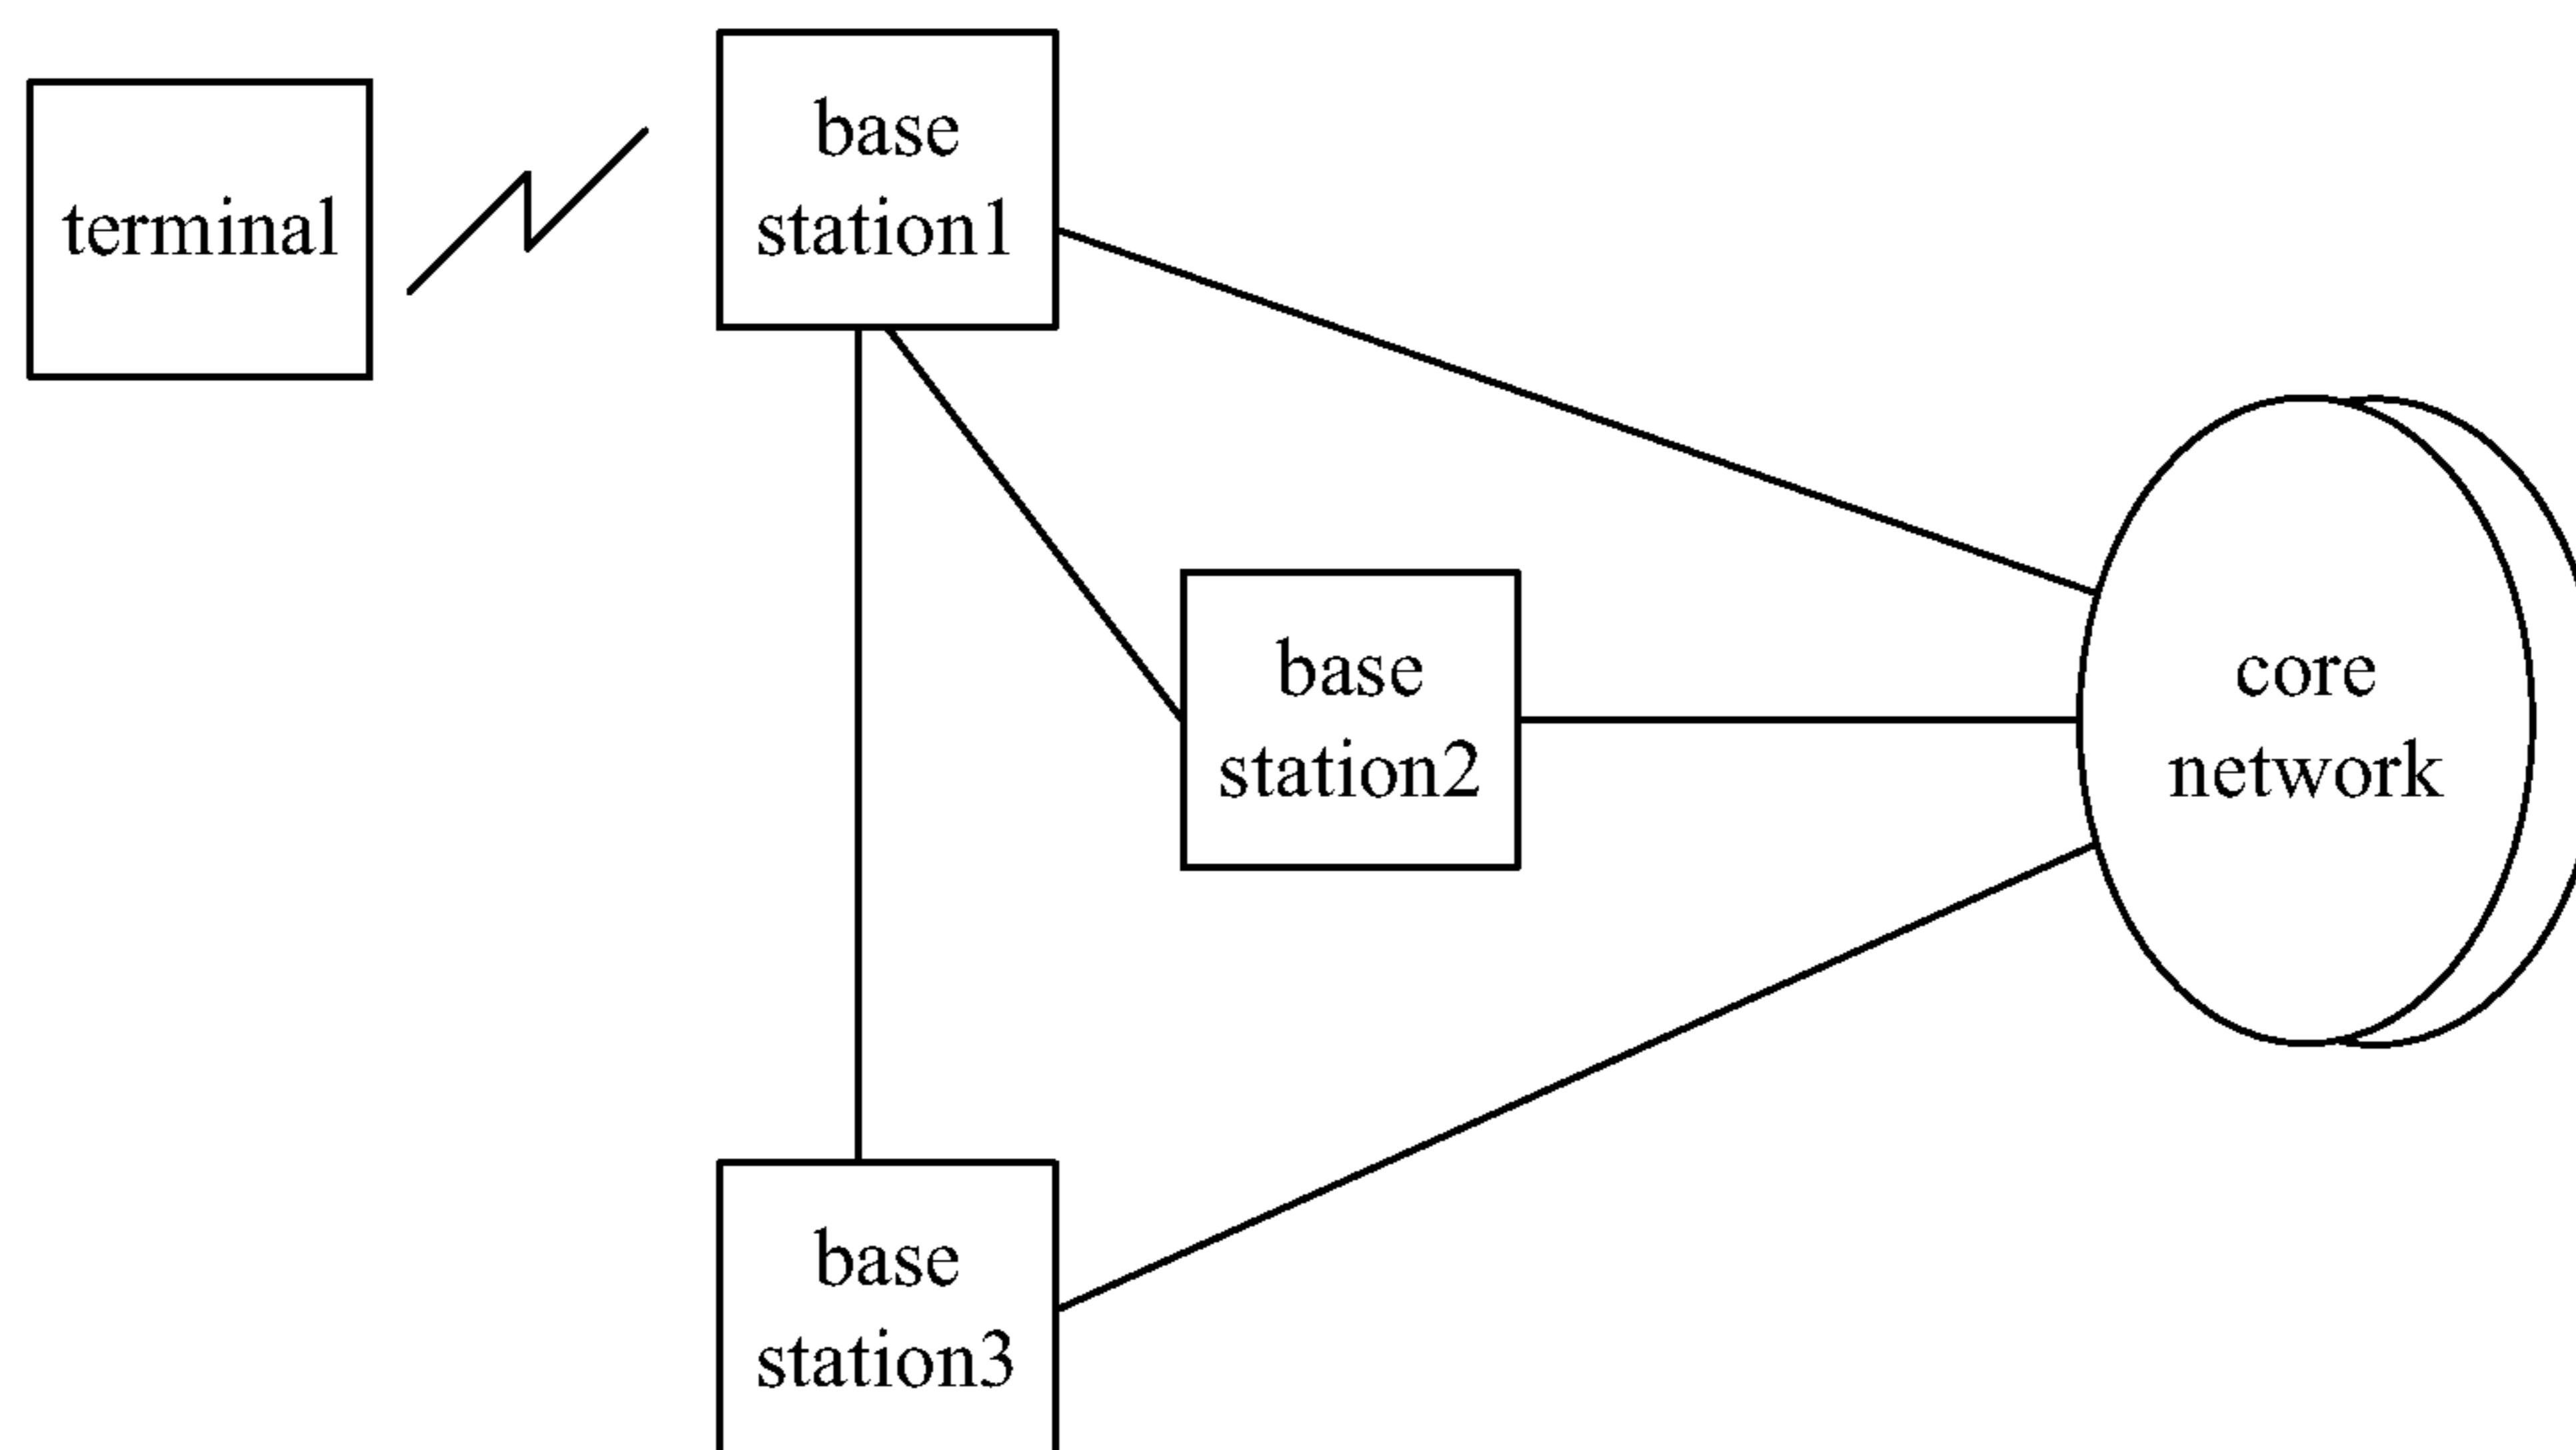 terminal
base
station1
base
station2
core
network
base
station3